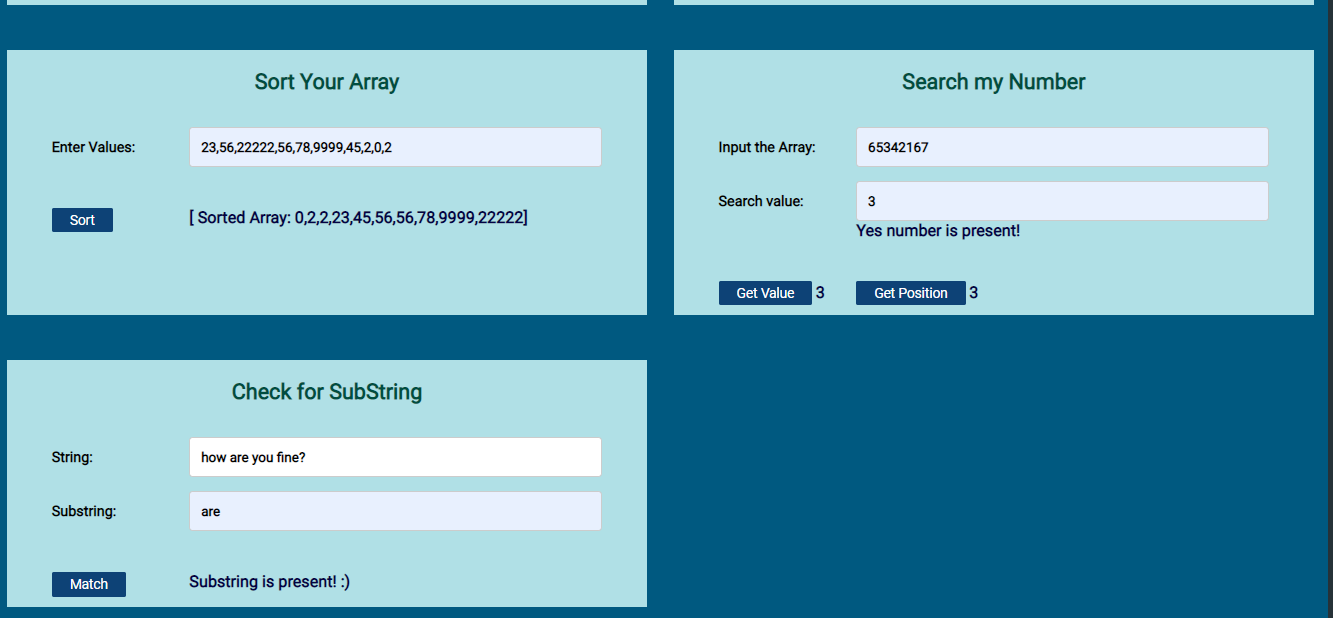 Sort Your Array
Enter Values: 23,56,22222,56,78,9999,45,2,0,2
Sort [ Sorted Array: 0,2,2,23,45,56,56,78,9999,22222]
Search my Number
Input the Array: 65342167
Search value: 3
Yes number is present!
Get Value 3 Get Position 3
Check for SubString
String: how are you fine?
Substring: are
Match Substring is present! :)